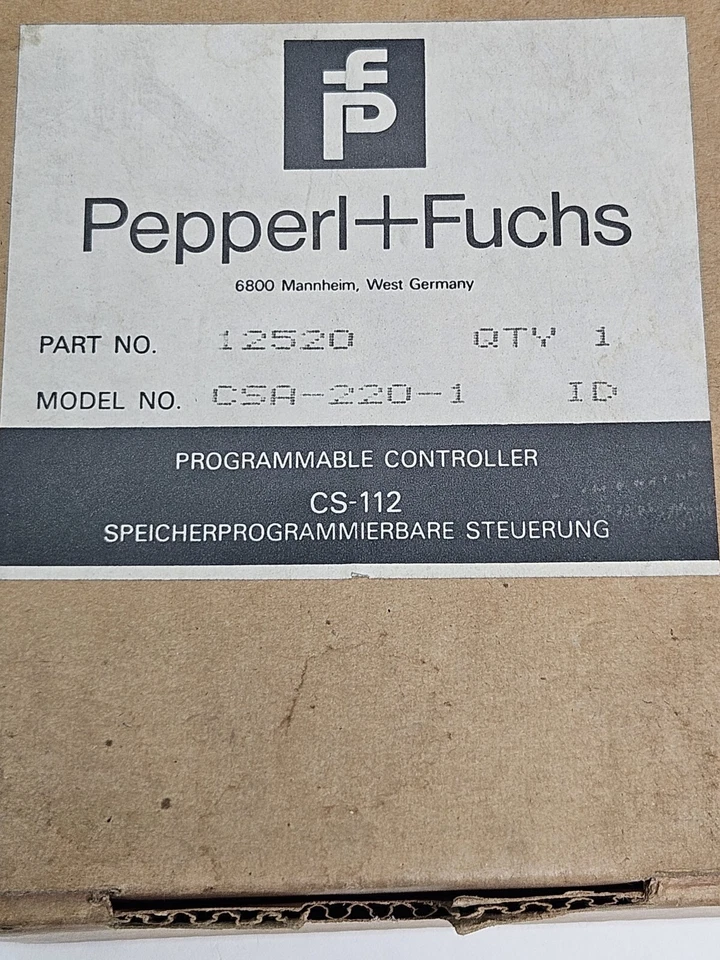 fp
Pepperl+Fuchs
6800 Mannheim, West Germany
PART NO. 12520 QTY 1
MODEL NO. CSA-220-1 ID
PROGRAMMABLE CONTROLLER
CS-112
SPEICHERPROGRAMMIERBARE STEUERUNG